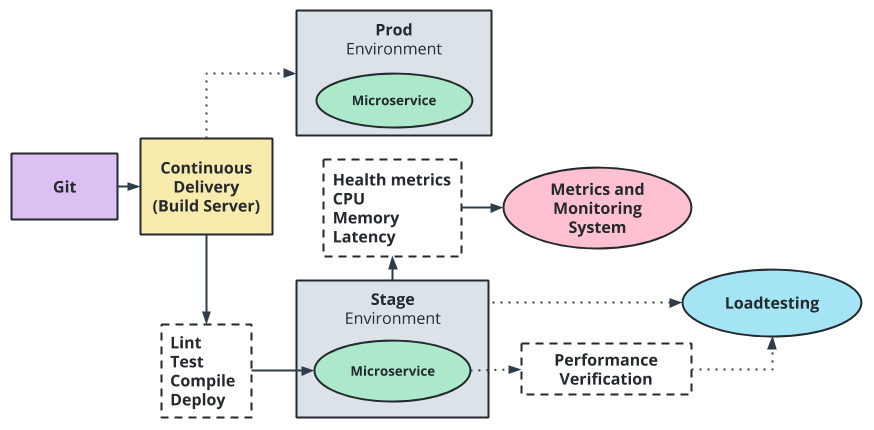 Prod
Environment
Microservice
Git
Continuous
Delivery
(Build Server)
Health metrics
CPU
Memory
Latency
Metrics and
Monitoring
System
Stage
Environment
Microservice
Loadtesting
Lint
Test
Compile
Deploy
Performance
Verification